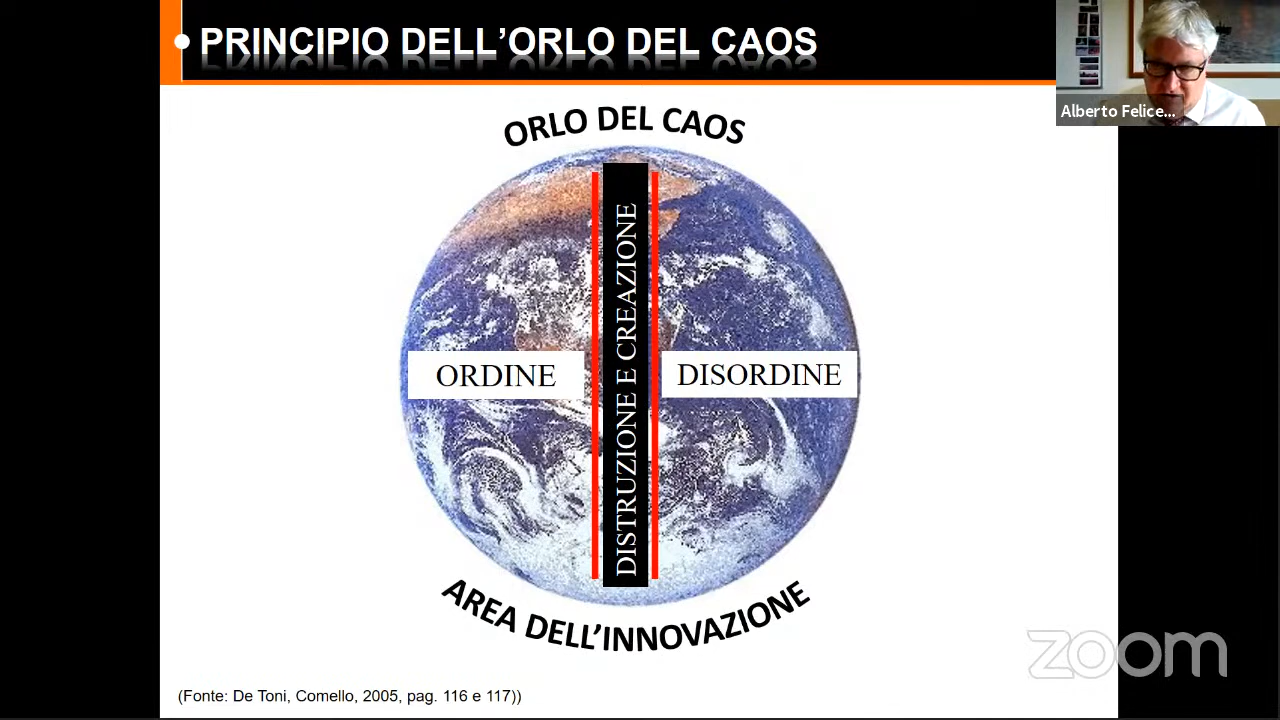 PRINCIPIO DELL’ORLO DEL CAOS
Alberto Felice...
ORLO DEL CAOS
DISTRUZIONE E CREAZIONE
ORDINE
DISORDINE
AREA DELL’INNOVAZIONE
zoom
(Fonte: De Toni, Comello, 2005, pag. 116 e 117))